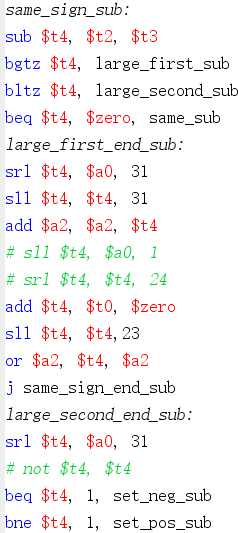 same_sign_sub:
sub $t4, $t2, $t3
bgtz $t4, large_first_sub
bltz $t4, large_second_sub
beq $t4, $zero, same_sub
large_first_end_sub:
srl $t4, $a0, 31
sll $t4, $t4, 31
add $a2, $a2, $t4
# sll $t4, $a0, 1
# srl $t4, $t4, 24
add $t4, $t0, $zero
sll $t4, $t4,23
or $a2, $t4, $a2
j same_sign_end_sub
large_second_end_sub:
srl $t4, $a0, 31
# not $t4, $t4
beq $t4, 1, set_neg_sub
bne $t4, 1, set_pos_sub